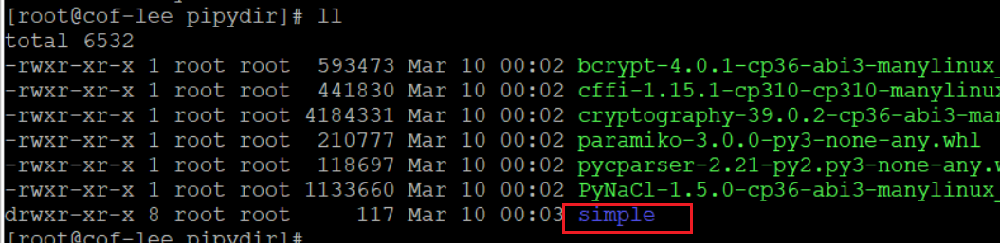 [root@cof-lee pipydir]# ll
total 6532
-rwxr-xr-x 1 root root  593473 Mar 10 00:02 bcrypt-4.0.1-cp36-abi3-manylinux_
-rwxr-xr-x 1 root root  441830 Mar 10 00:02 cffi-1.15.1-cp310-cp310-manylinux
-rwxr-xr-x 1 root root 4184331 Mar 10 00:02 cryptography-39.0.2-cp36-abi3-man
-rwxr-xr-x 1 root root  210777 Mar 10 00:02 paramiko-3.0.0-py3-none-any.whl
-rwxr-xr-x 1 root root  118697 Mar 10 00:02 pycparser-2.21-py2.py3-none-any.w
-rwxr-xr-x 1 root root 1133660 Mar 10 00:02 PyNaCl-1.5.0-cp36-abi3-manylinux_
drwxr-xr-x 8 root root     117 Mar 10 00:03 simple
[root@cof-lee pipydir]#